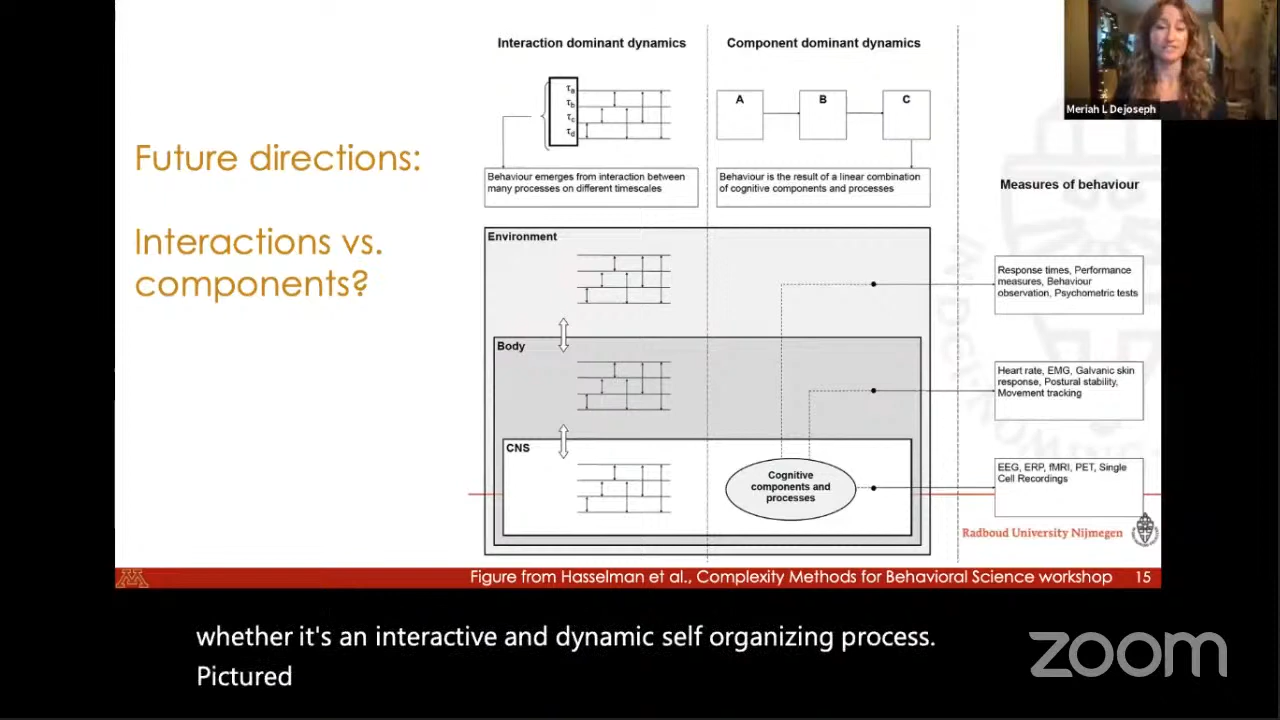 Future directions:
Interactions vs.
components?
Interaction dominant dynamics
Component dominant dynamics
τa
τb
τc
τd
A
B
C
Behaviour emerges from interaction between
many processes on different timescales
Behaviour is the result of a linear combination
of cognitive components and processes
Measures of behaviour
Environment
Response times, Performance
measures, Behaviour
observation, Psychometric tests
Body
Heart rate, EMG, Galvanic skin
response, Postural stability,
Movement tracking
CNS
Cognitive
components and
processes
EEG, ERP, fMRI, PET, Single
Cell Recordings
Radboud University Nijmegen
Figure from Hasselman et al., Complexity Methods for Behavioral Science workshop 15
Meriah L Dejoseph
whether it's an interactive and dynamic self organizing process.
Pictured
zoom